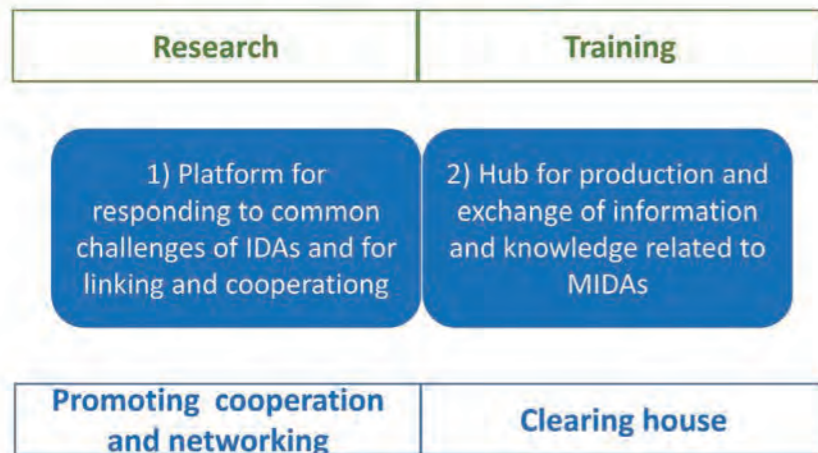 Research
Training
1) Platform for
responding to common
challenges of IDAs and for
linking and cooperationg
2) Hub for production and
exchange of information
and knowledge related to
MIDAs
Promoting cooperation
and networking
Clearing house